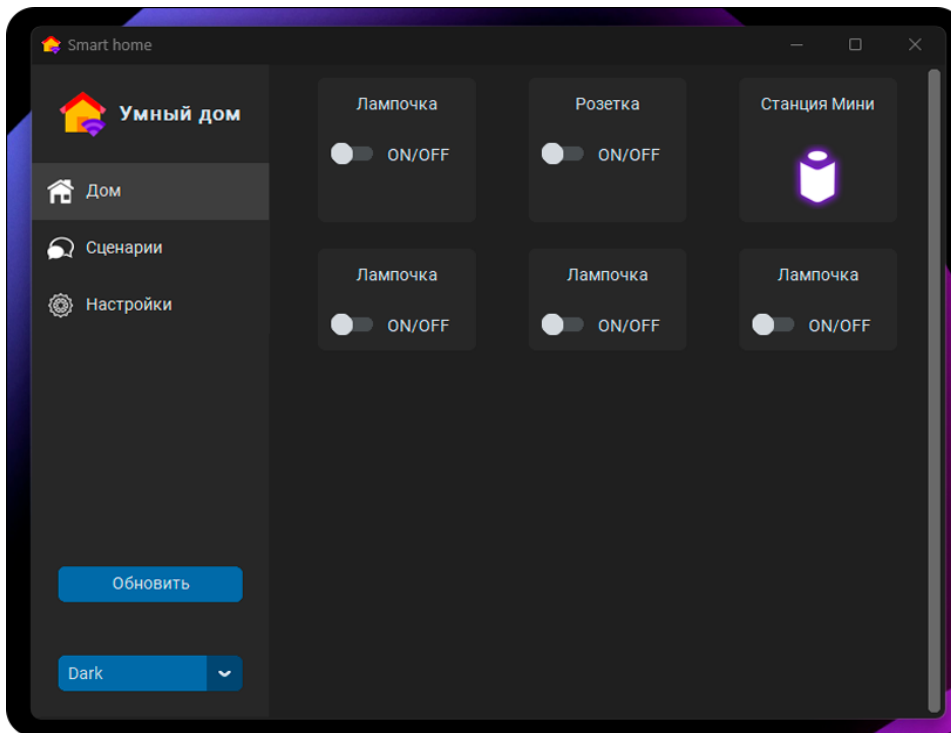 Smart home
Умный дом
Дом
Сценарии
Настройки
Обновить
Dark
Лампочка
ON/OFF
Розетка
ON/OFF
Станция Мини
Лампочка
ON/OFF
Лампочка
ON/OFF
Лампочка
ON/OFF